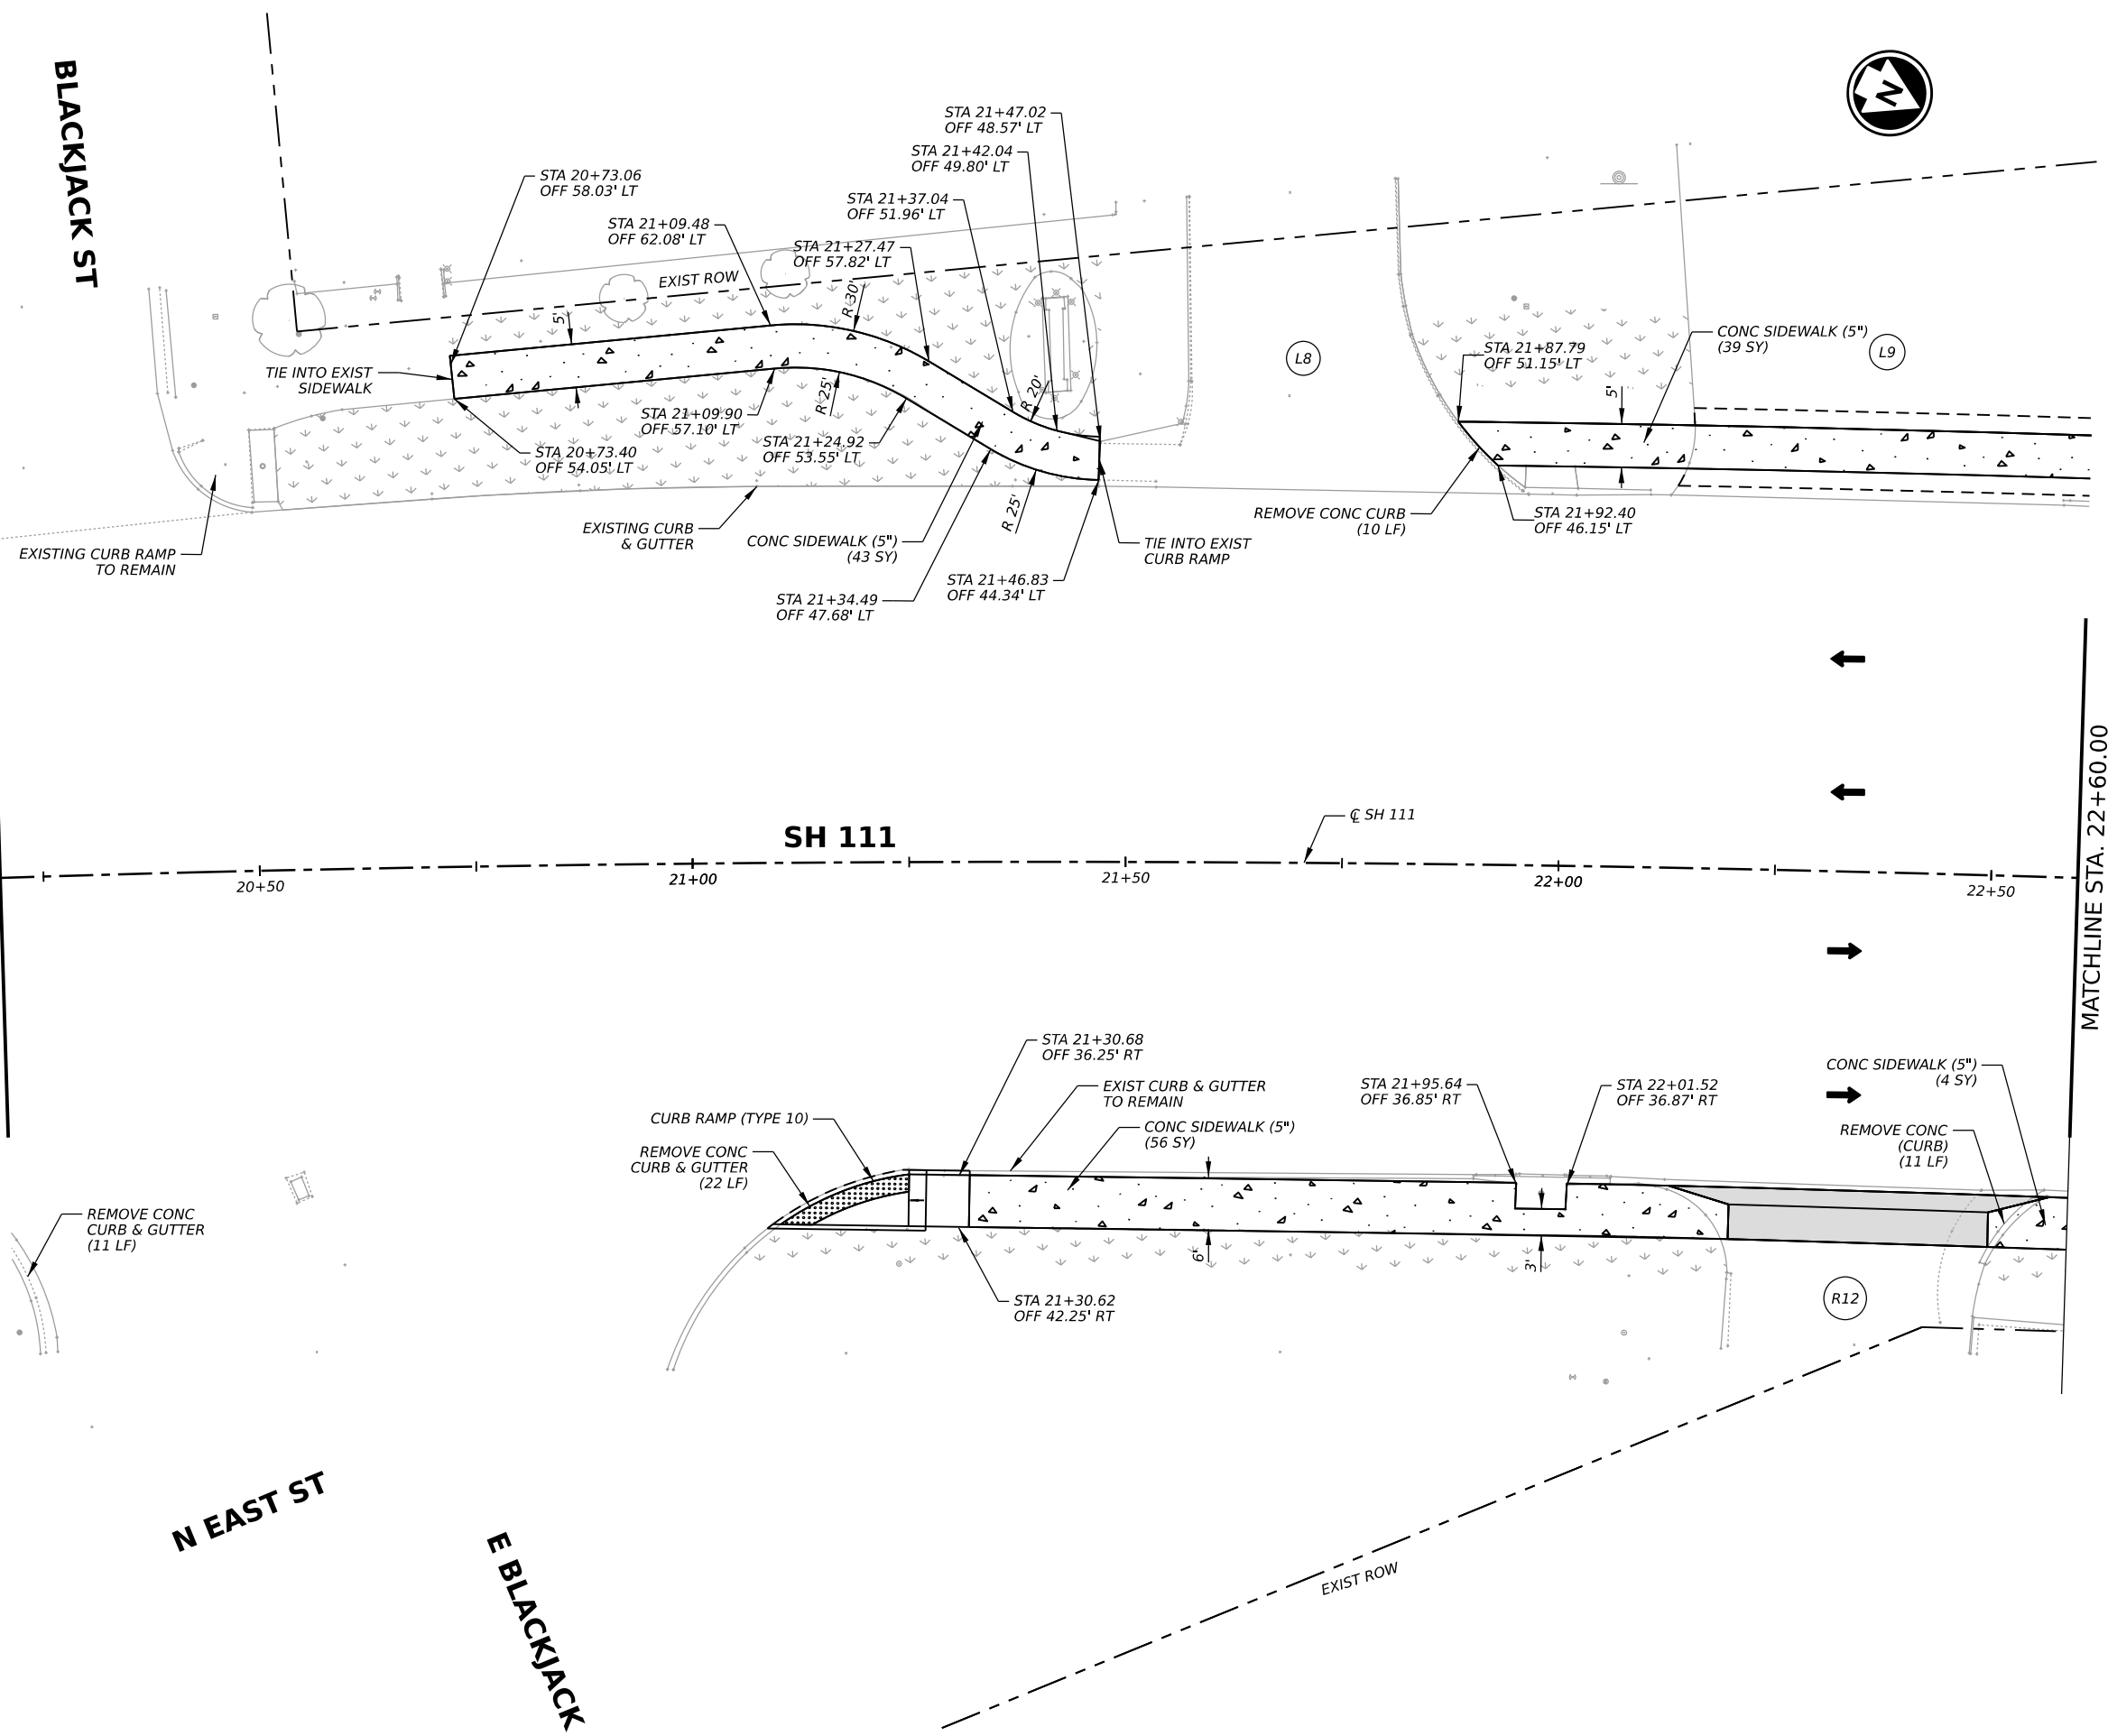 BLACKJACK ST
N
STA 21+47.02
OFF 48.57' LT
STA 21+42.04
OFF 49.80' LT
STA 20+73.06
OFF 58.03' LT
STA 21+37.04
OFF 51.96' LT
STA 21+09.48
OFF 62.08' LT
STA 21+27.47
OFF 57.82' LT
EXIST ROW
R 30'
5'
TIE INTO EXIST
SIDEWALK
R 25'
R 20'
STA 21+09.90
OFF 57.10' LT
STA 21+24.92
OFF 53.55' LT
STA 20+73.40
OFF 54.05' LT
L8
STA 21+87.79
OFF 51.15' LT
CONC SIDEWALK (5")
(39 SY)
L9
5'
EXISTING CURB RAMP
TO REMAIN
EXISTING CURB
& GUTTER
CONC SIDEWALK (5")
(43 SY)
R 25'
TIE INTO EXIST
CURB RAMP
REMOVE CONC CURB
(10 LF)
STA 21+92.40
OFF 46.15' LT
STA 21+34.49
OFF 47.68' LT
STA 21+46.83
OFF 44.34' LT
MATCHLINE STA. 22+60.00
SH 111
℄ SH 111
20+50
21+00
21+50
22+00
22+50
STA 21+30.68
OFF 36.25' RT
EXIST CURB & GUTTER
TO REMAIN
CURB RAMP (TYPE 10)
CONC SIDEWALK (5")
(56 SY)
STA 21+95.64
OFF 36.85' RT
STA 22+01.52
OFF 36.87' RT
CONC SIDEWALK (5")
(4 SY)
REMOVE CONC
(CURB)
(11 LF)
REMOVE CONC
CURB & GUTTER
(22 LF)
REMOVE CONC
CURB & GUTTER
(11 LF)
6'
3'
STA 21+30.62
OFF 42.25' RT
R12
N EAST ST
E BLACKJACK
EXIST ROW